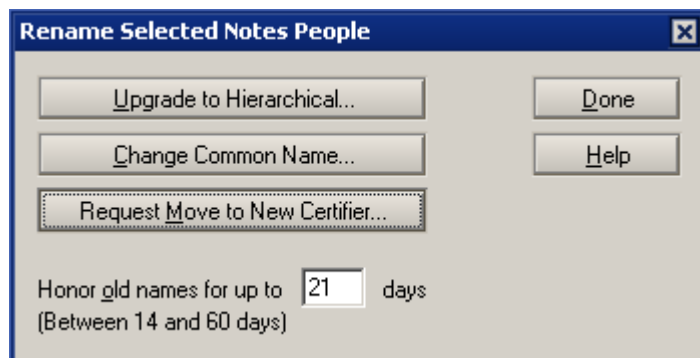 Rename Selected Notes People
Upgrade to Hierarchical...
Done
Change Common Name...
Help
Request Move to New Certifier...
Honor old names for up to 21 days
(Between 14 and 60 days)